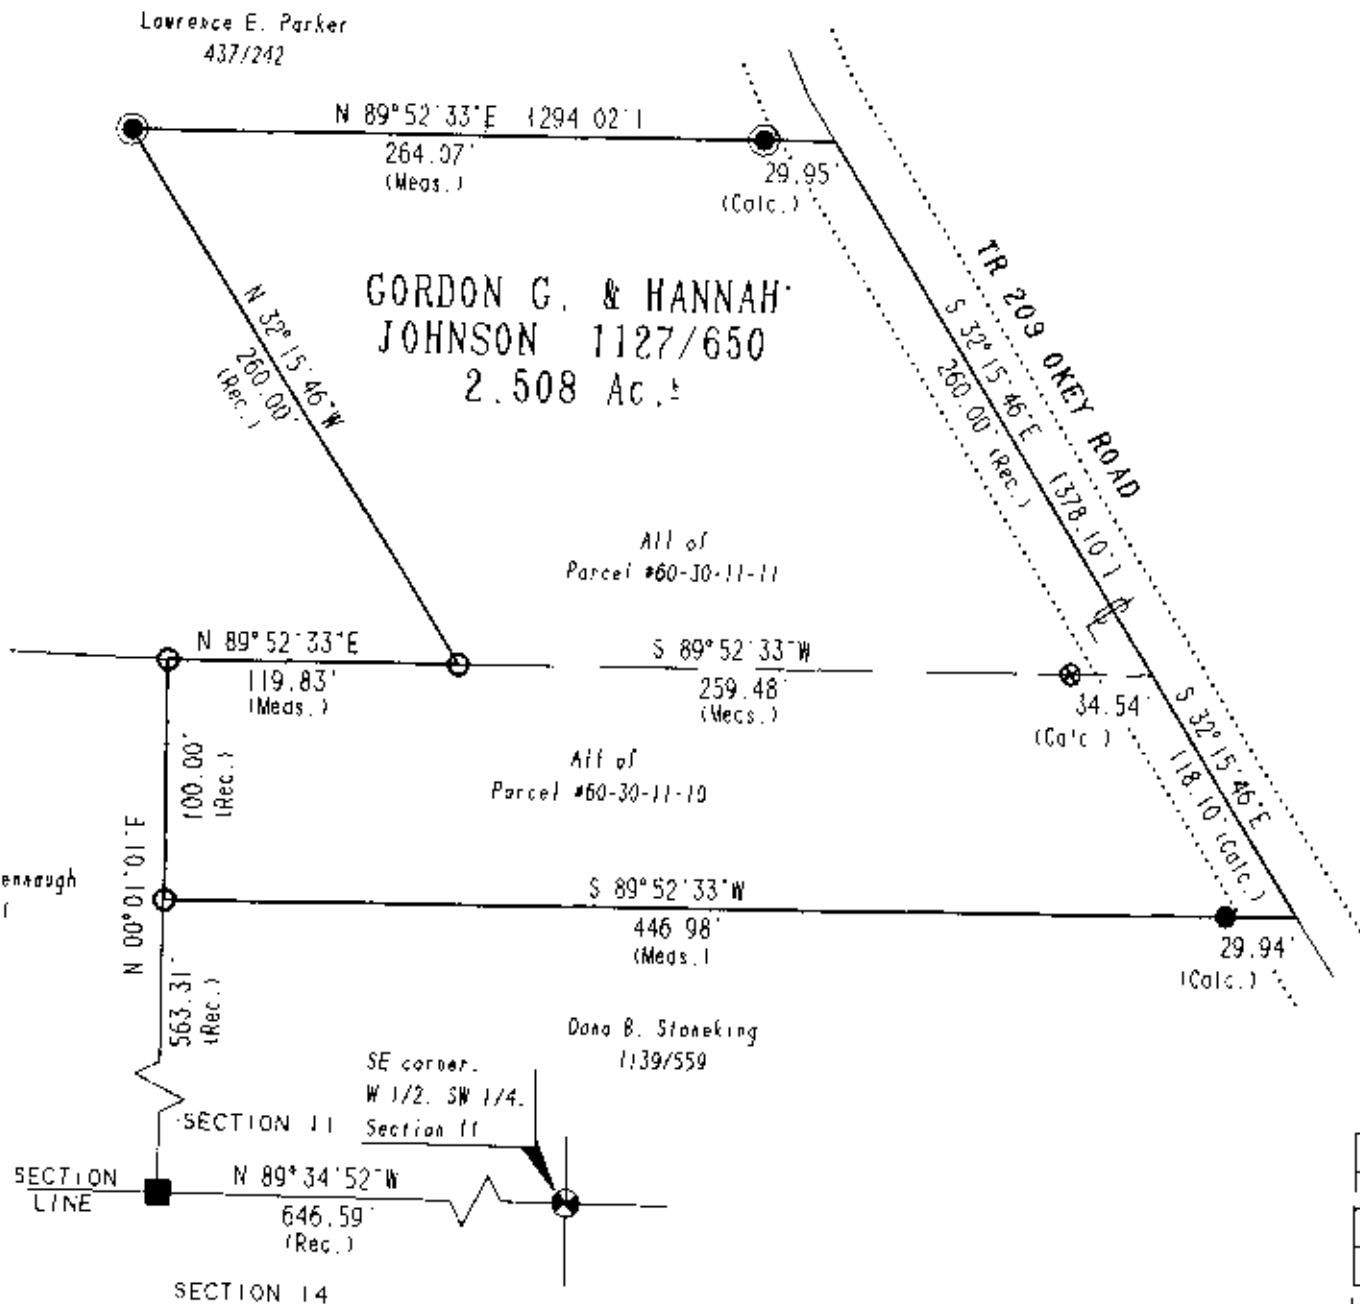 Lawrence E. Parker
437/242
N 89°52'33"E (294.02')
264.07'
(Meas.)
29.95'
(Calc.)
GORDON G. & HANNAH
JOHNSON 1127/650
2.508 Ac.±
N 32°15'46"W
260.00'
(Rec.)
TR 209 OKEY ROAD
S 32°15'46"E (378.10')
260.00' (Rec.)
All of
Parcel #60-30-11-11
N 89°52'33"E
119.83'
(Meas.)
S 89°52'33"W
259.48'
(Meas.)
34.54'
(Calc.)
S 32°15'46"E
118.10' (Calc.)
100.00'
(Rec.)
All of
Parcel #60-30-11-10
N 00°10'10"E
S 89°52'33"W
446.98'
(Meas.)
29.94'
(Calc.)
563.31'
(Rec.)
Dana B. Stoneking
1139/559
SE corner.
W 1/2. SW 1/4.
Section 11
SECTION 11
SECTION
LINE
N 89°34'52"W
646.59'
(Rec.)
SECTION 14